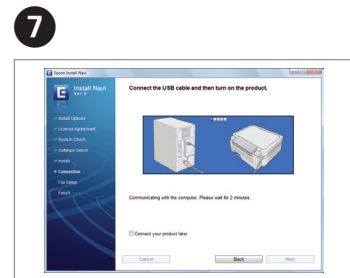 7
Epson Install Navi
Install Navi
Ver.3
Connect the USB cable and then turn on the product.
Install Options
License Agreement
System Check
Software Select
Install
Connection
Fax Setup
Finish
Communicating with the computer. Please wait for 2 minutes.
Connect your product later
Cancel
Back
Next